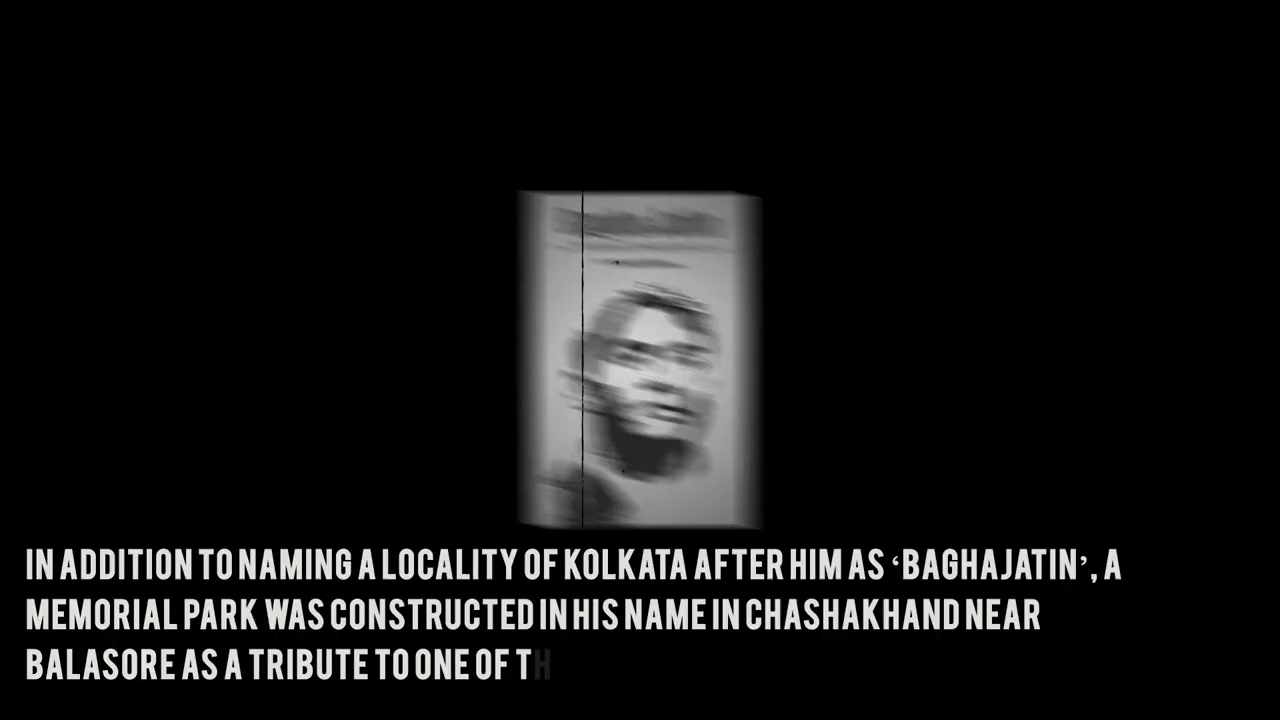 IN ADDITION TO NAMING A LOCALITY OF KOLKATA AFTER HIM AS ‘BAGHAJATIN’, A
MEMORIAL PARK WAS CONSTRUCTED IN HIS NAME IN CHASHAKHAND NEAR
BALASORE AS A TRIBUTE TO ONE OF TH